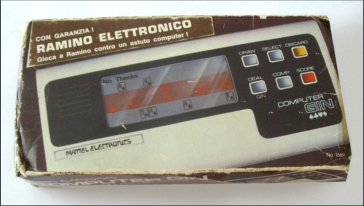 CON GARANZIA!
RAMINO ELETTRONICO
Gioca a Ramino contro un astuto computer!
DRAW SELECT DISCARD
No Thanks
DEAL COMP SCORE
ON
COMPUTER
GIN
MATTEL ELECTRONICS